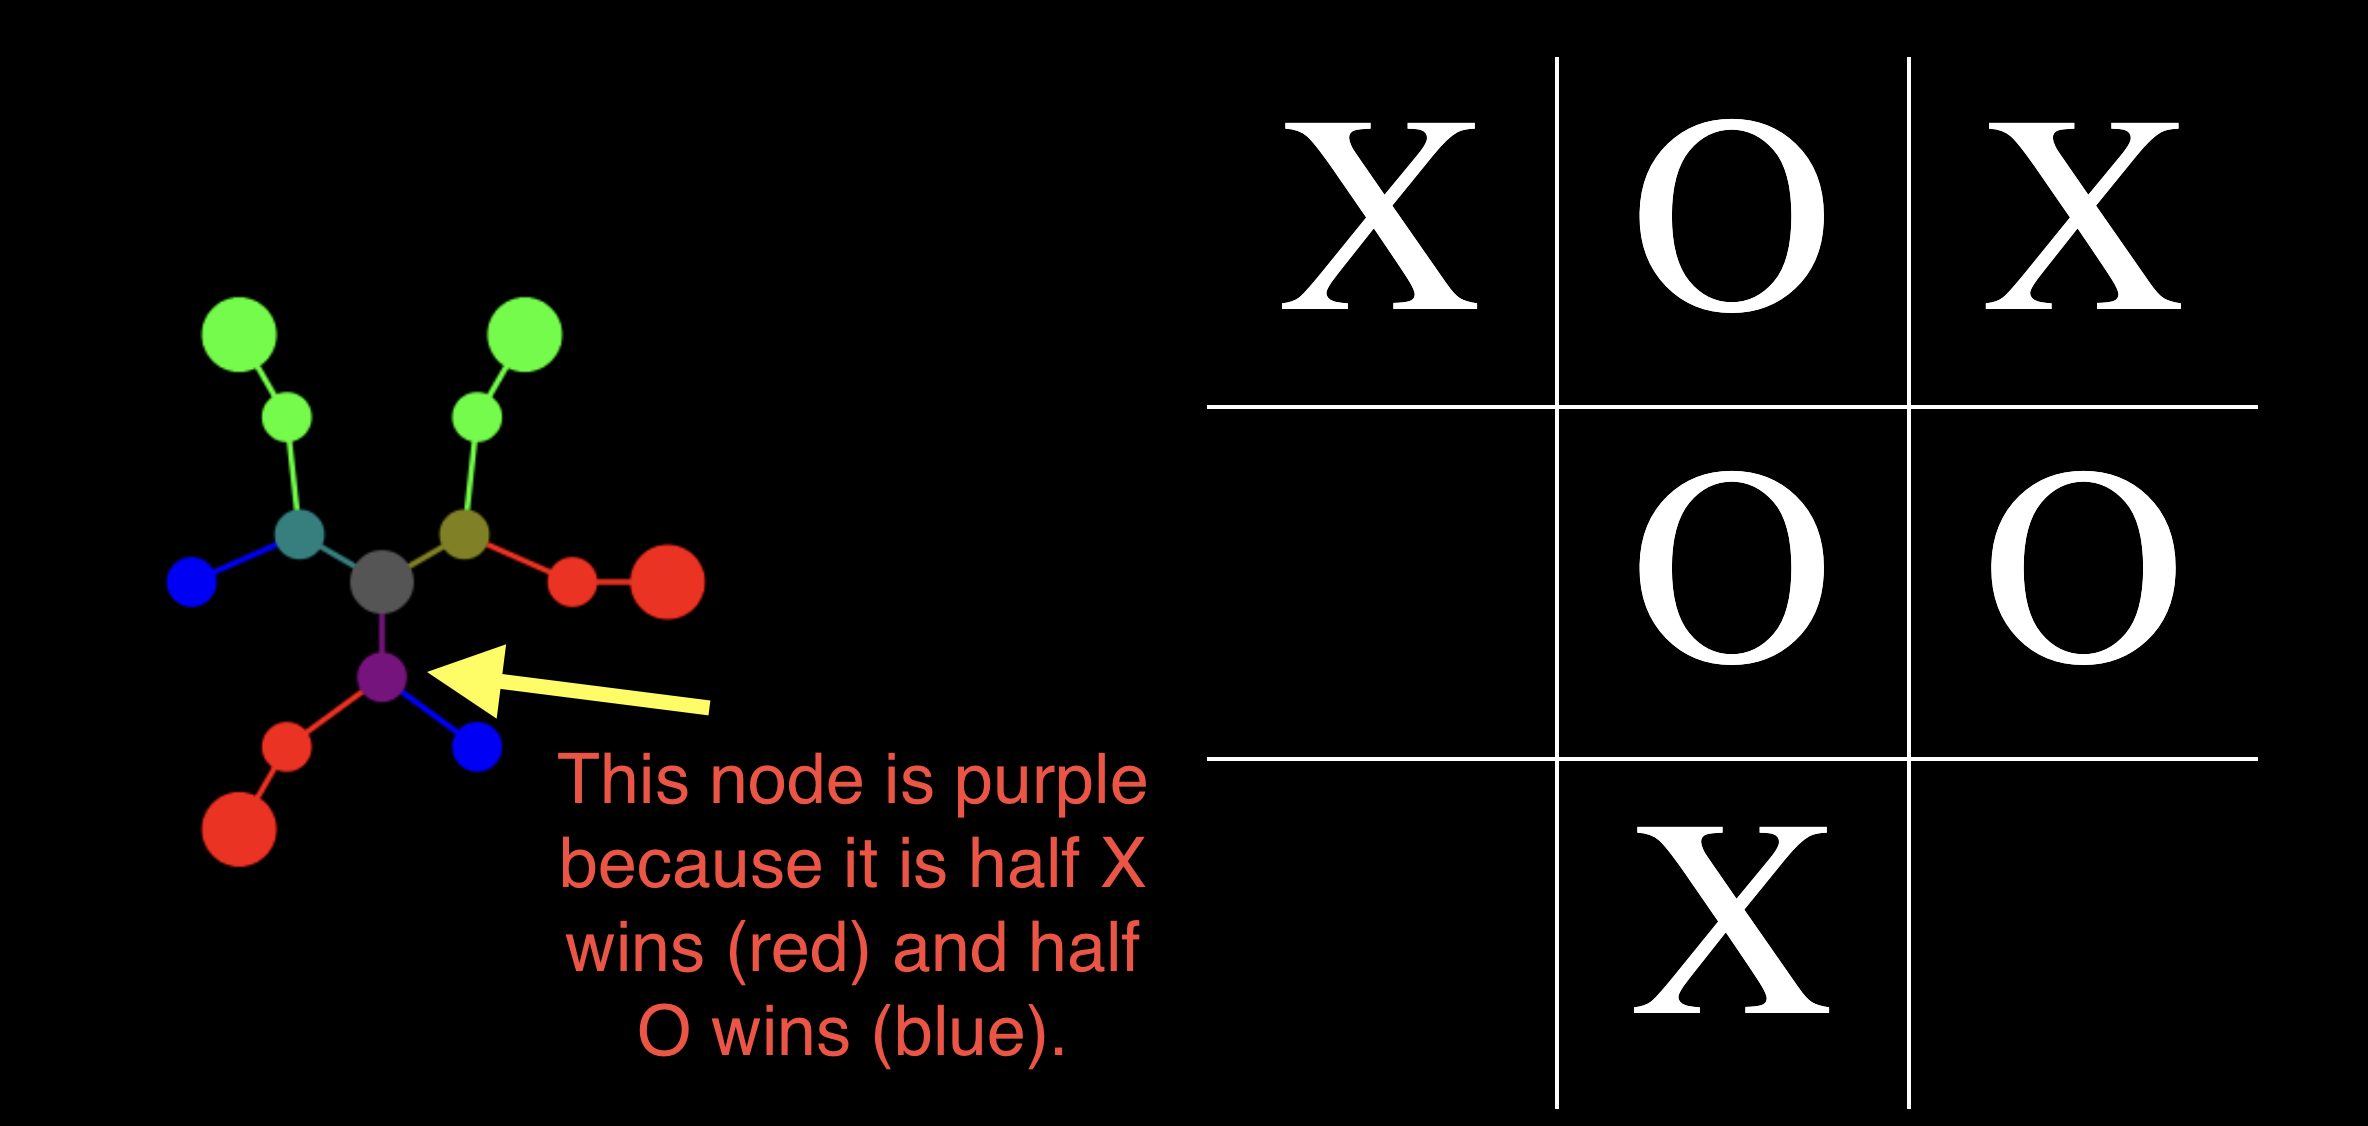 X O X
O O
X
This node is purple
because it is half X
wins (red) and half
O wins (blue).